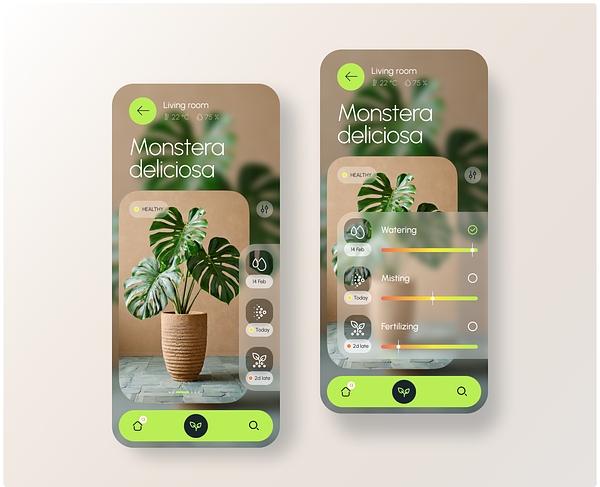 Living room
22 °C 75 %
Monstera
deliciosa
HEALTHY
14 Feb
Today
2d late
Living room
22 °C 75 %
Monstera
deliciosa
HEALTHY
Watering
14 Feb
Misting
Today
Fertilizing
2d late